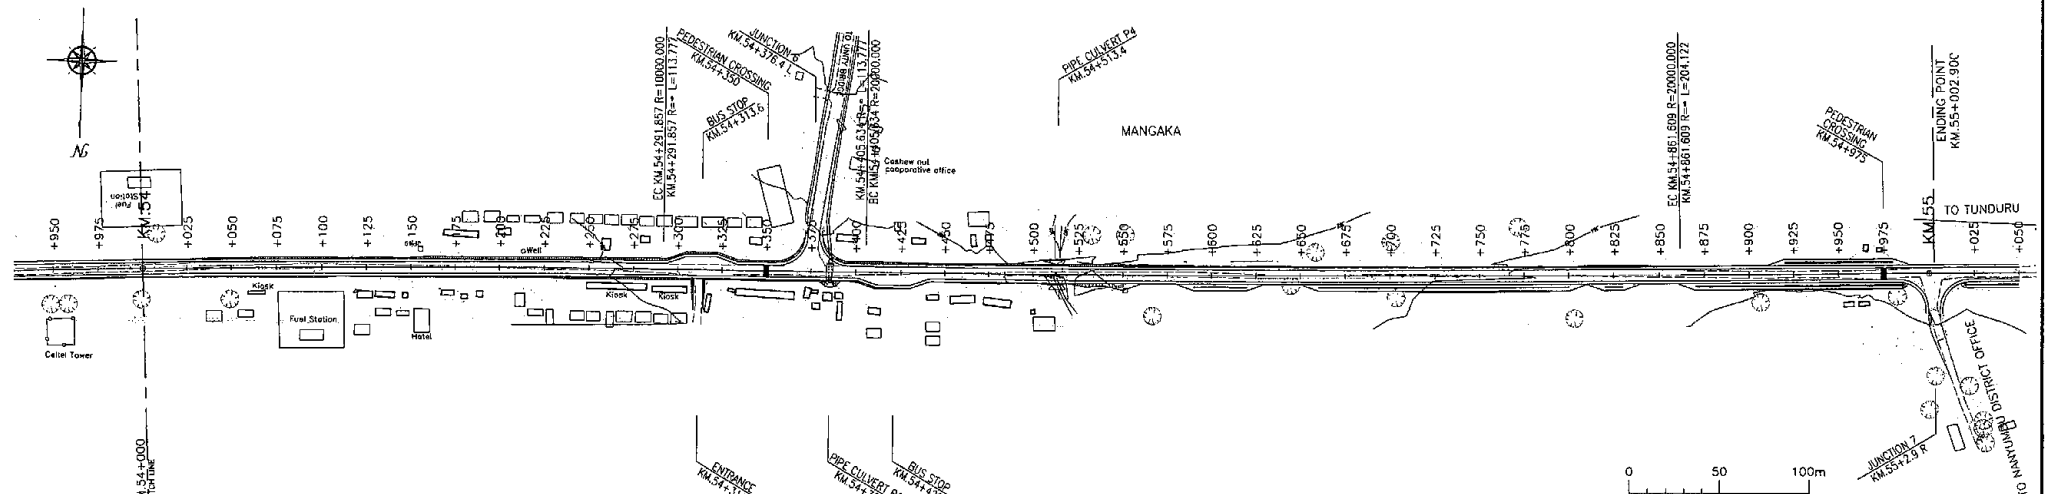 JUNCTION 6
KM.54+376.4 L
PEDESTRIAN CROSSING
KM.54+350
BUS STOP
KM.54+313.6
EC KM.54+291.857 R=10000.000
KM.54+291.857 R=∞ L=113.777
TO UNITY BRIDGE
KM.54+405.634 R=∞ L=113.777
BC KM.54+405.634 R=20000.000
PIPE CULVERT P4
KM.54+513.4
MANGAKA
EC KM.54+861.609 R=20000.000
KM.54+861.609 R=∞ L=204.122
PEDESTRIAN
CROSSING
KM.54+975
ENDING POINT
KM.55+002.900
Cashew nut
cooperative office
Fuel
Station
KM.54
KM.55
TO TUNDURU
+950
+975
+025
+050
+075
+100
+125
+150
+175
+200
+225
+250
+275
+300
+350
+375
+400
+425
+450
+475
+500
+525
+550
+575
+600
+625
+650
+675
+700
+725
+750
+775
+800
+825
+850
+875
+900
+925
+950
+975
+025
+050
oWell
oWell
Kiosk
Kiosk
Kiosk
Fuel Station
Hotel
Celtel Tower
ENTRANCE
PIPE CULVERT
BUS STOP
JUNCTION 7
KM.55+2.9 R
TO NANYUMBU DISTRICT OFFICE
0 50 100m